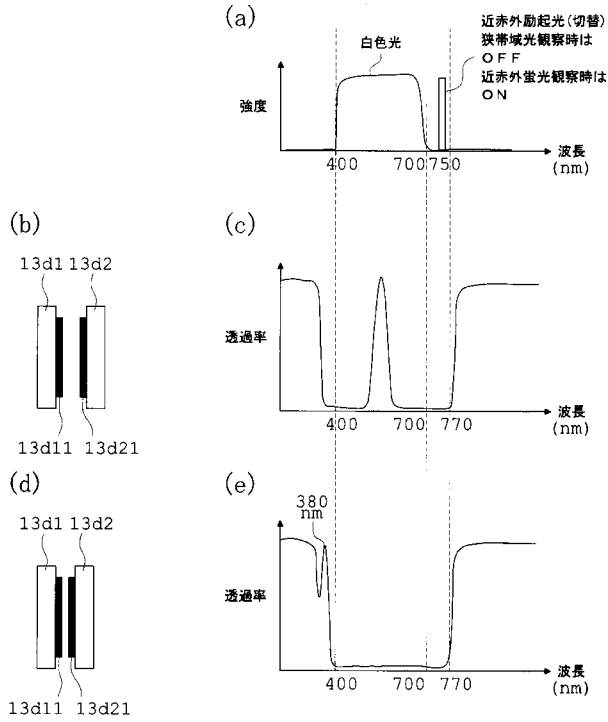 (a)
近赤外励起光(切替)
狭帯域光観察時は
OFF
近赤外蛍光観察時は
ON
白色光
強度
400
700
750
波長
(nm)
(b)
13d1 13d2
13d11 13d21
(c)
透過率
400
700
770
波長
(nm)
(d)
13d1 13d2
13d11 13d21
(e)
380
nm
透過率
400
700
770
波長
(nm)